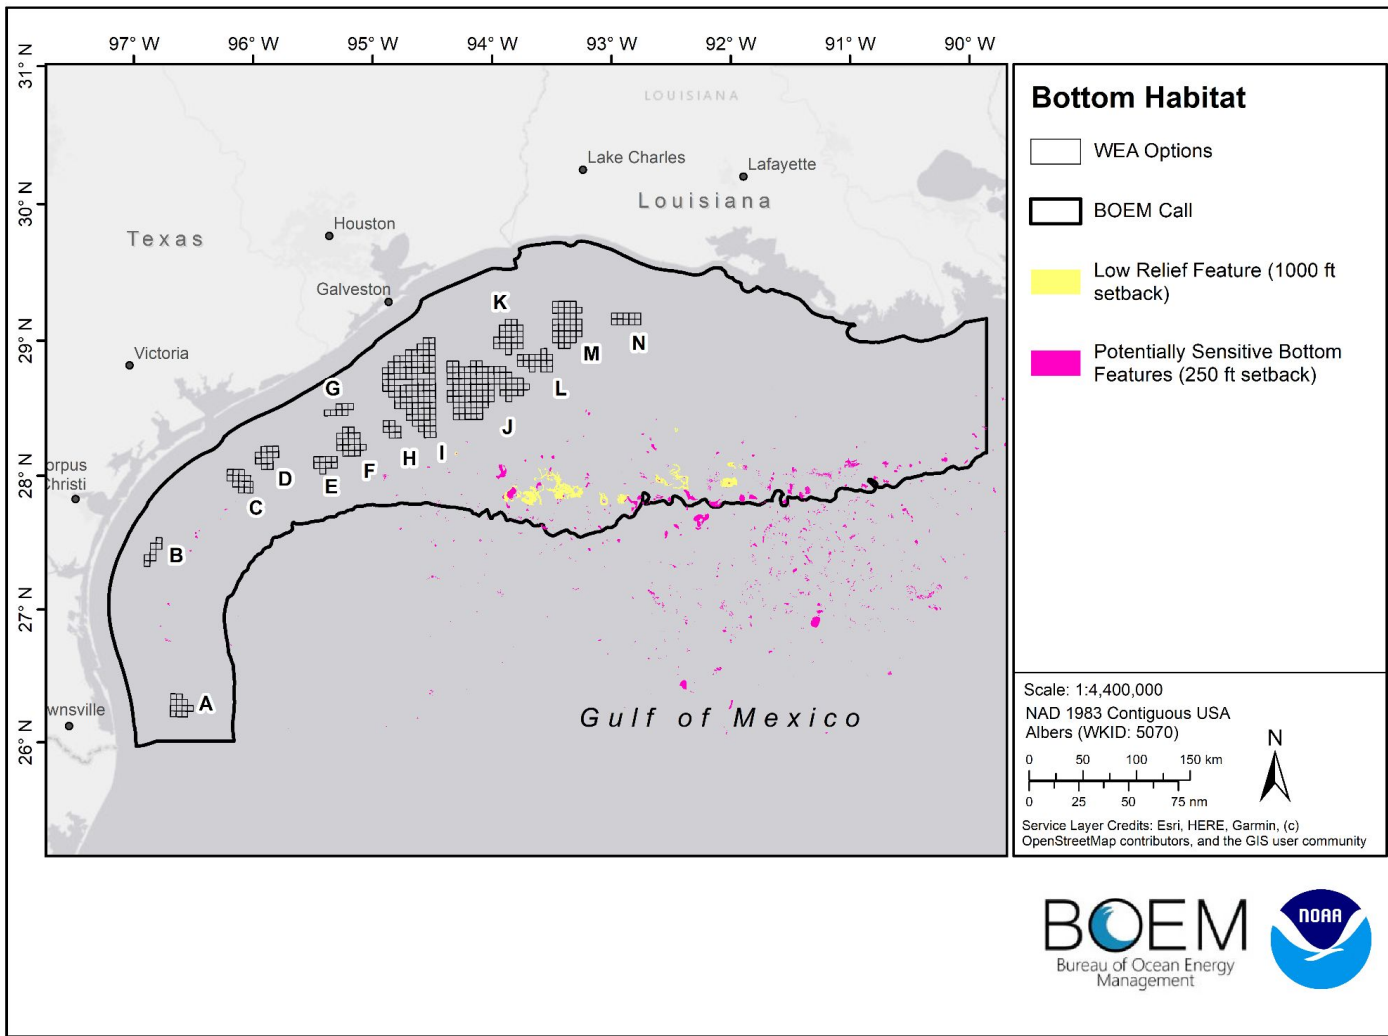 97° W
96° W
95° W
94° W
93° W
92° W
91° W
90° W
31° N
30° N
29° N
28° N
27° N
26° N
LOUISIANA
Lake Charles
Lafayette
Louisiana
Houston
Texas
Galveston
Victoria
orpus
Christi
wnsville
K
M
N
G
L
J
I
H
F
E
D
C
B
A
Gulf of Mexico
Bottom Habitat
WEA Options
BOEM Call
Low Relief Feature (1000 ft
setback)
Potentially Sensitive Bottom
Features (250 ft setback)
Scale: 1:4,400,000
NAD 1983 Contiguous USA
Albers (WKID: 5070)
0 50 100 150 km
0 25 50 75 nm
N
Service Layer Credits: Esri, HERE, Garmin, (c)
OpenStreetMap contributors, and the GIS user community
BOEM
Bureau of Ocean Energy
Management
NOAA